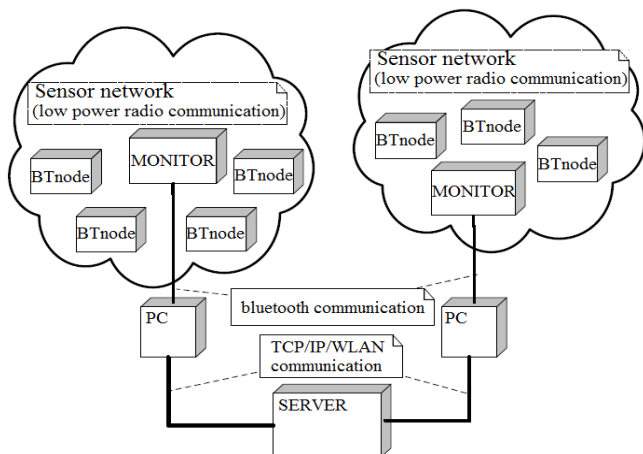 Sensor network
(low power radio communication)
MONITOR
BTnode
BTnode
BTnode
BTnode
Sensor network
(low power radio communication)
BTnode
BTnode
BTnode
MONITOR
bluetooth communication
PC
PC
TCP/IP/WLAN
communication
SERVER